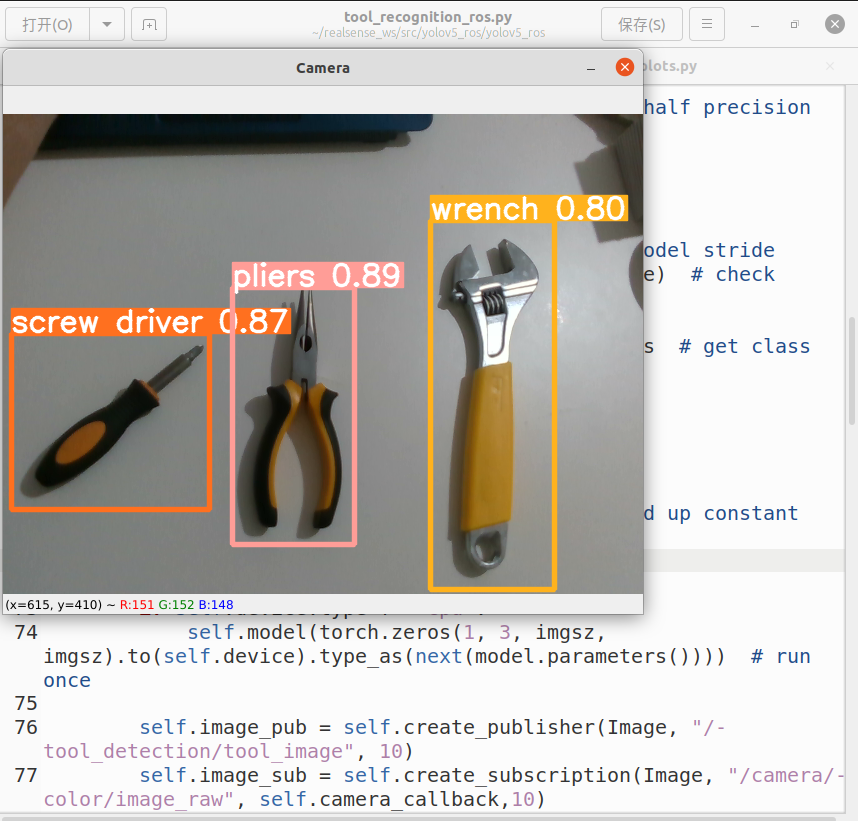 打开(O)
tool_recognition_ros.py
~/realsense_ws/src/yolov5_ros/yolov5_ros
保存(S)
Camera
plots.py
half precision
wrench 0.80
odel stride
pliers 0.89
e)  # check
screw driver 0.87
s  # get class
d up constant
(x=615, y=410) ~ R:151 G:152 B:148
74 self.model(torch.zeros(1, 3, imgsz,
imgsz).to(self.device).type_as(next(model.parameters())))  # run
once
75
76 self.image_pub = self.create_publisher(Image, "/-
tool_detection/tool_image", 10)
77 self.image_sub = self.create_subscription(Image, "/camera/-
color/image_raw", self.camera_callback,10)